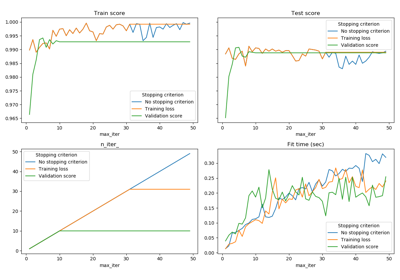 Train score
Test score
1.000
0.995
0.990
0.985
0.980
0.975
0.970
0.965
Stopping criterion
No stopping criterion
Training loss
Validation score
Stopping criterion
No stopping criterion
Training loss
Validation score
0 10 20 30 40 50
max_iter
0 10 20 30 40 50
max_iter
n_iter_
Fit time (sec)
50
40
30
20
10
0
Stopping criterion
No stopping criterion
Training loss
Validation score
0.30
0.25
0.20
0.15
0.10
0.05
0.00
Stopping criterion
No stopping criterion
Training loss
Validation score
0 10 20 30 40 50
max_iter
0 10 20 30 40 50
max_iter